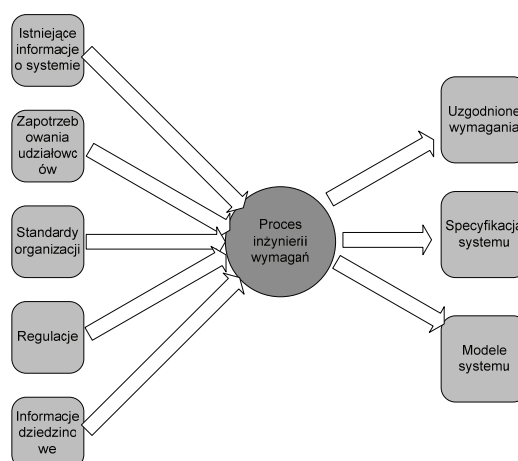 Istniejące
informacje
o systemie
Zapotrzeb
owania
udziałowc
ów
Standardy
organizacji
Regulacje
Informacje
dziedzino
we
Proces
inżynierii
wymagań
Uzgodnione
wymagania
Specyfikacja
systemu
Modele
systemu